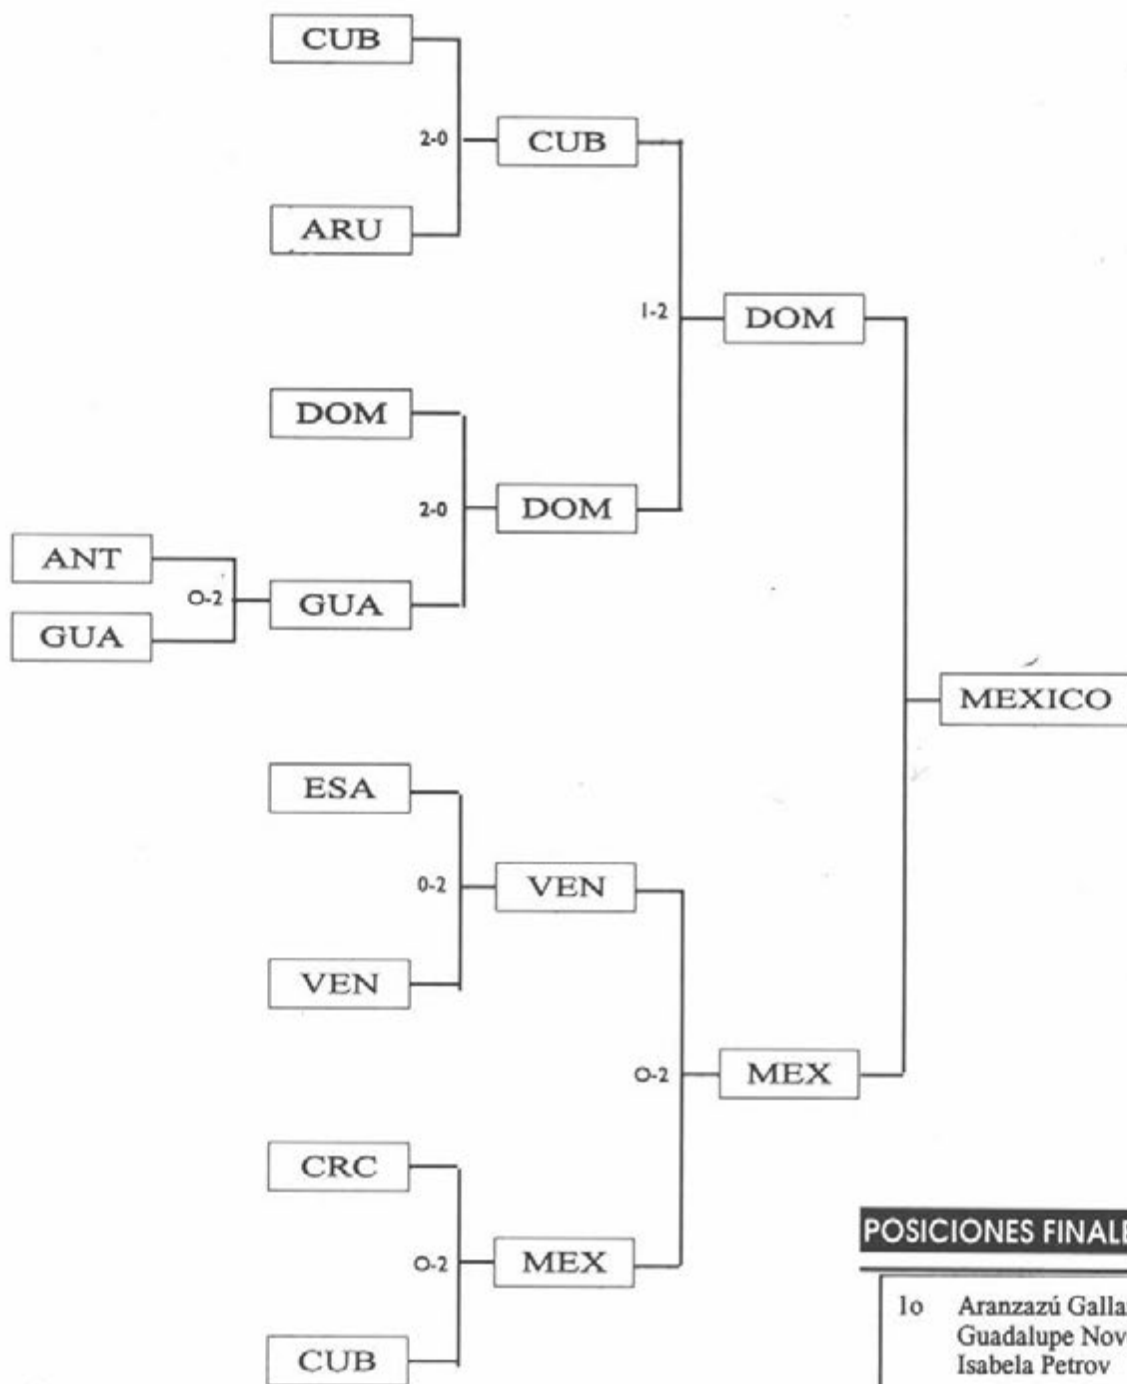 CUB
2-0
CUB
ARU
1-2
DOM
DOM
2-0
DOM
ANT
0-2
GUA
GUA
MEXICO
ESA
0-2
VEN
VEN
0-2
MEX
CRC
0-2
MEX
CUB
POSICIONES FINALE
1o Aranzazú Galla
Guadalupe Nov
Isabela Petrov